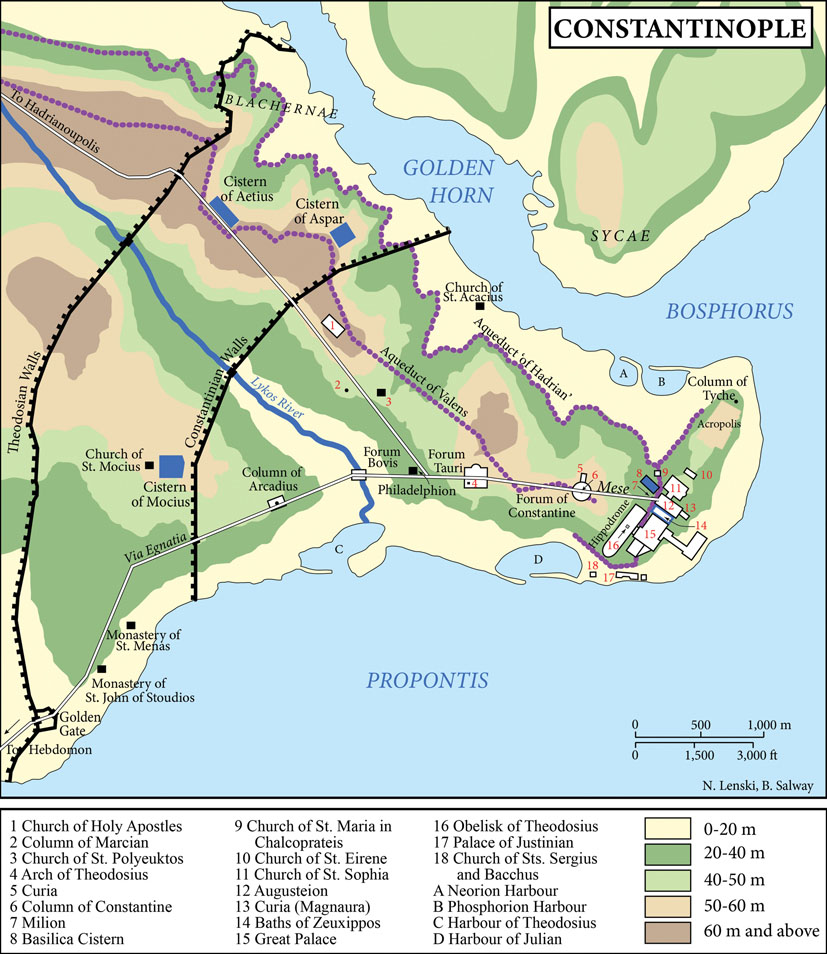 CONSTANTINOPLE
To Hadrianoupolis
BLACHERNAE
GOLDEN
HORN
Cistern
of Aetius
Cistern
of Aspar
SYCAE
BOSPHORUS
Church of
St. Acacius
Aqueduct 'of Hadrian'
Aqueduct of Valens
1
2
3
Theodosian Walls
Constantinian Walls
Lykos River
A
B
Column of
Tyche
Acropolis
Church of
St. Mocius
Cistern
of Mocius
Column of
Arcadius
Forum
Bovis
Forum
Tauri
4
Philadelphion
5
6
Forum of
Constantine
Mese
7
8
9
10
11
12
13
14
15
16
Hippodrome
17
18
Via Egnatia
C
D
Monastery of
St. Menas
Monastery of
St. John of Stoudios
Golden
Gate
To Hebdomon
PROPONTIS
0 500 1,000 m
0 1,500 3,000 ft
N. Lenski, B. Salway
1 Church of Holy Apostles
2 Column of Marcian
3 Church of St. Polyeuktos
4 Arch of Theodosius
5 Curia
6 Column of Constantine
7 Milion
8 Basilica Cistern
9 Church of St. Maria in
Chalcoprateis
10 Church of St. Eirene
11 Church of St. Sophia
12 Augusteion
13 Curia (Magnaura)
14 Baths of Zeuxippos
15 Great Palace
16 Obelisk of Theodosius
17 Palace of Justinian
18 Church of Sts. Sergius
and Bacchus
A Neorion Harbour
B Phosphorion Harbour
C Harbour of Theodosius
D Harbour of Julian
0-20 m
20-40 m
40-50 m
50-60 m
60 m and above